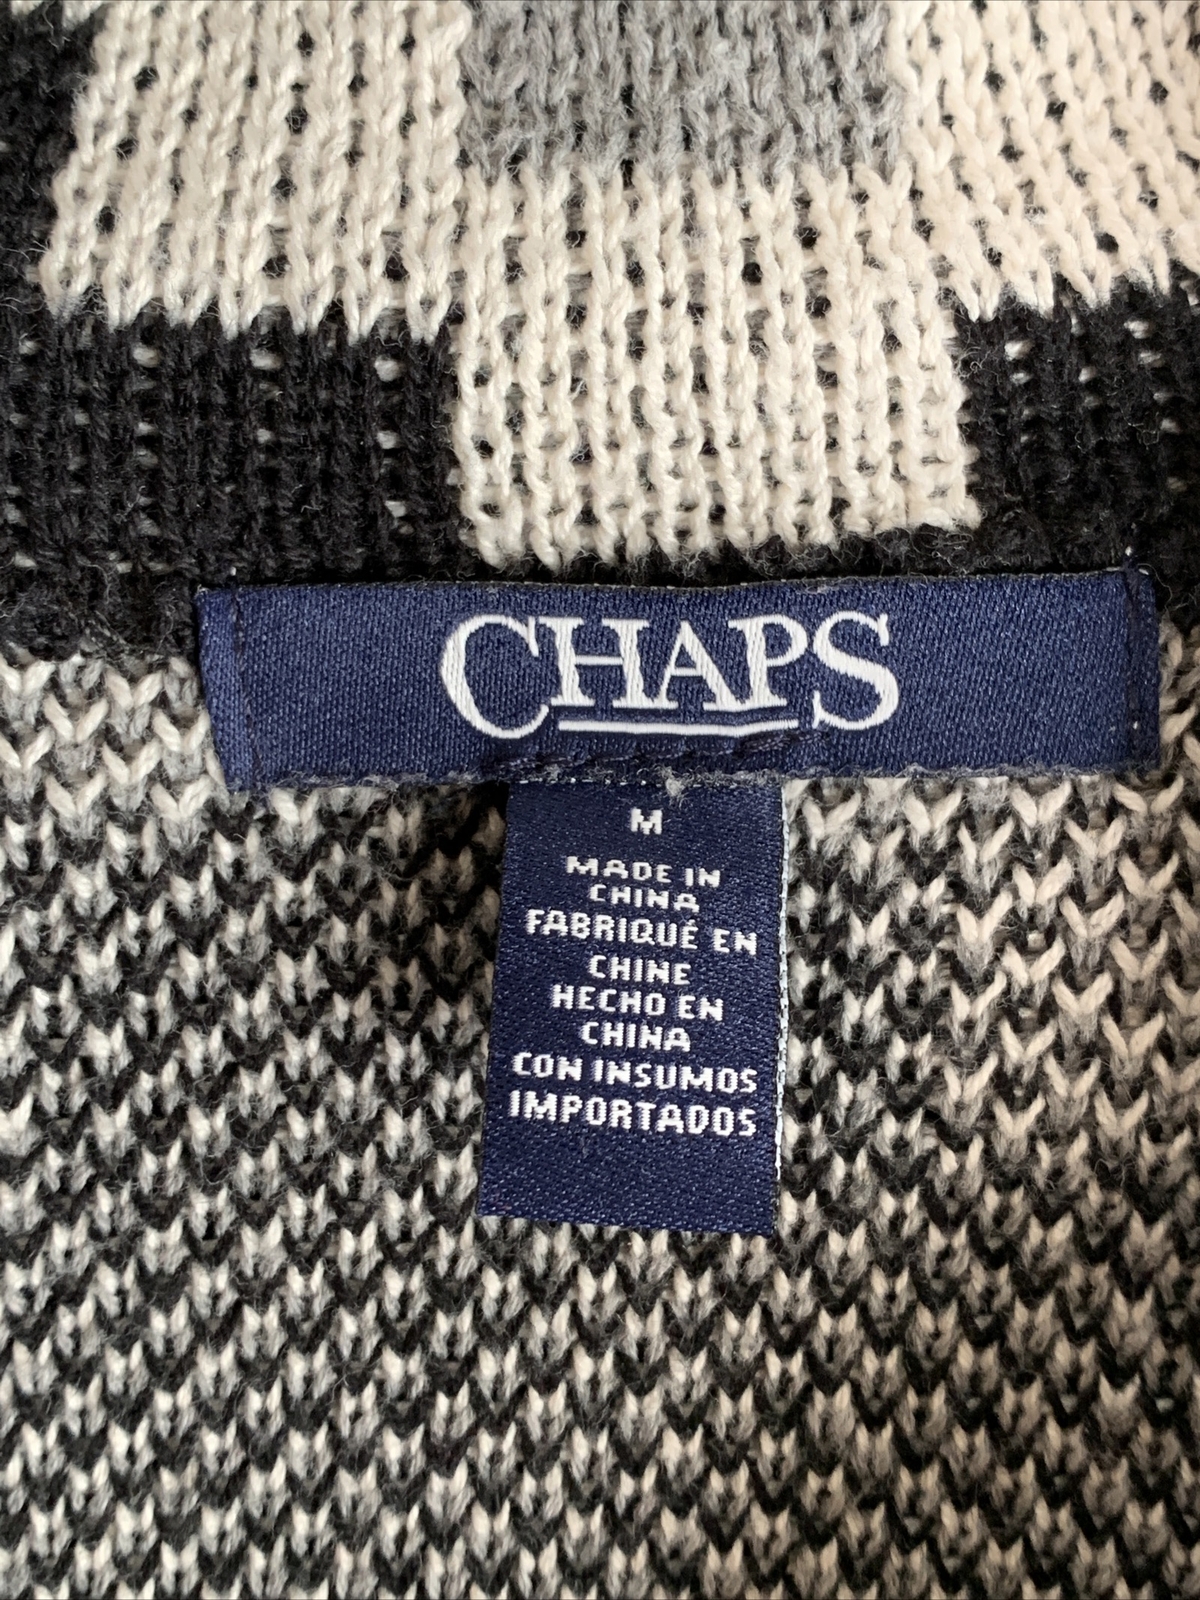 CHAPS
M
MADE IN
CHINA
FABRIQUÉ EN
CHINE
HECHO EN
CHINA
CON INSUMOS
IMPORTADOS